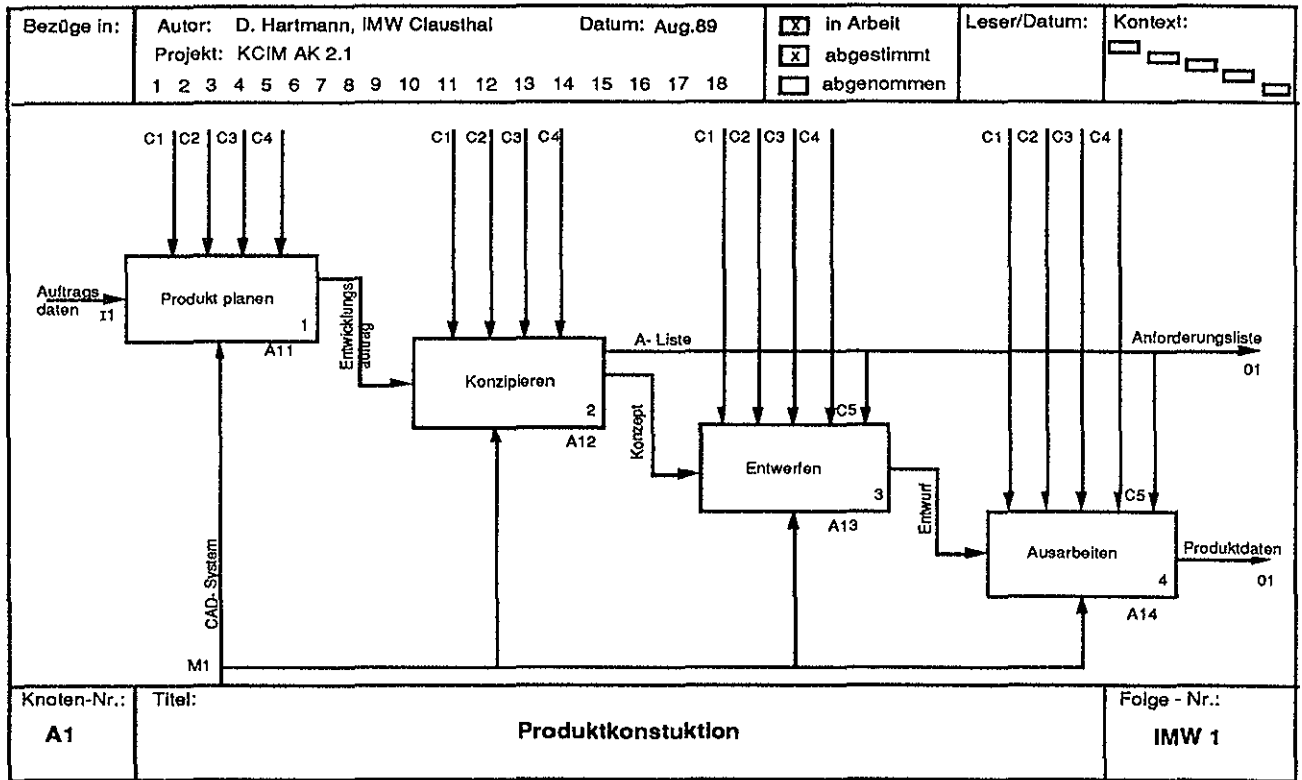 Bezüge in:
Autor: D. Hartmann, IMW Clausthal Datum: Aug.89
Projekt: KCIM AK 2.1
1 2 3 4 5 6 7 8 9 10 11 12 13 14 15 16 17 18
x in Arbeit
x abgestimmt
abgenommen
Leser/Datum:
Kontext:
C1 C2 C3 C4
C1 C2 C3 C4
C1 C2 C3 C4
C1 C2 C3 C4
Auftrags
daten I1
Produkt planen
1
A11
Entwicklungs
auftrag
A- Liste
Anforderungsliste
01
Konzipieren
2
A12
Konzept
C5
Entwerfen
3
A13
Entwurf
C5
Ausarbeiten
4
A14
Produktdaten
01
CAD- System
M1
Knoten-Nr.:
A1
Titel:
Produktkonstuktion
Folge - Nr.:
IMW 1